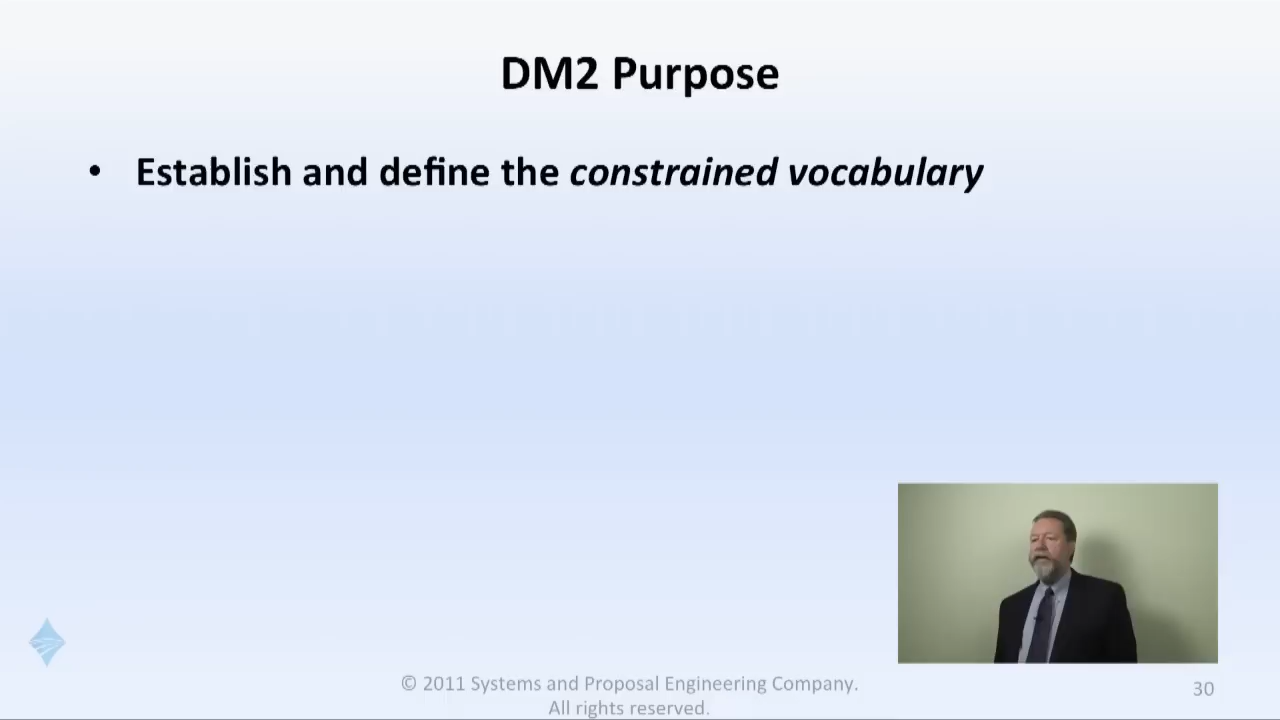 DM2 Purpose
• Establish and define the constrained vocabulary
© 2011 Systems and Proposal Engineering Company.
All rights reserved.
30